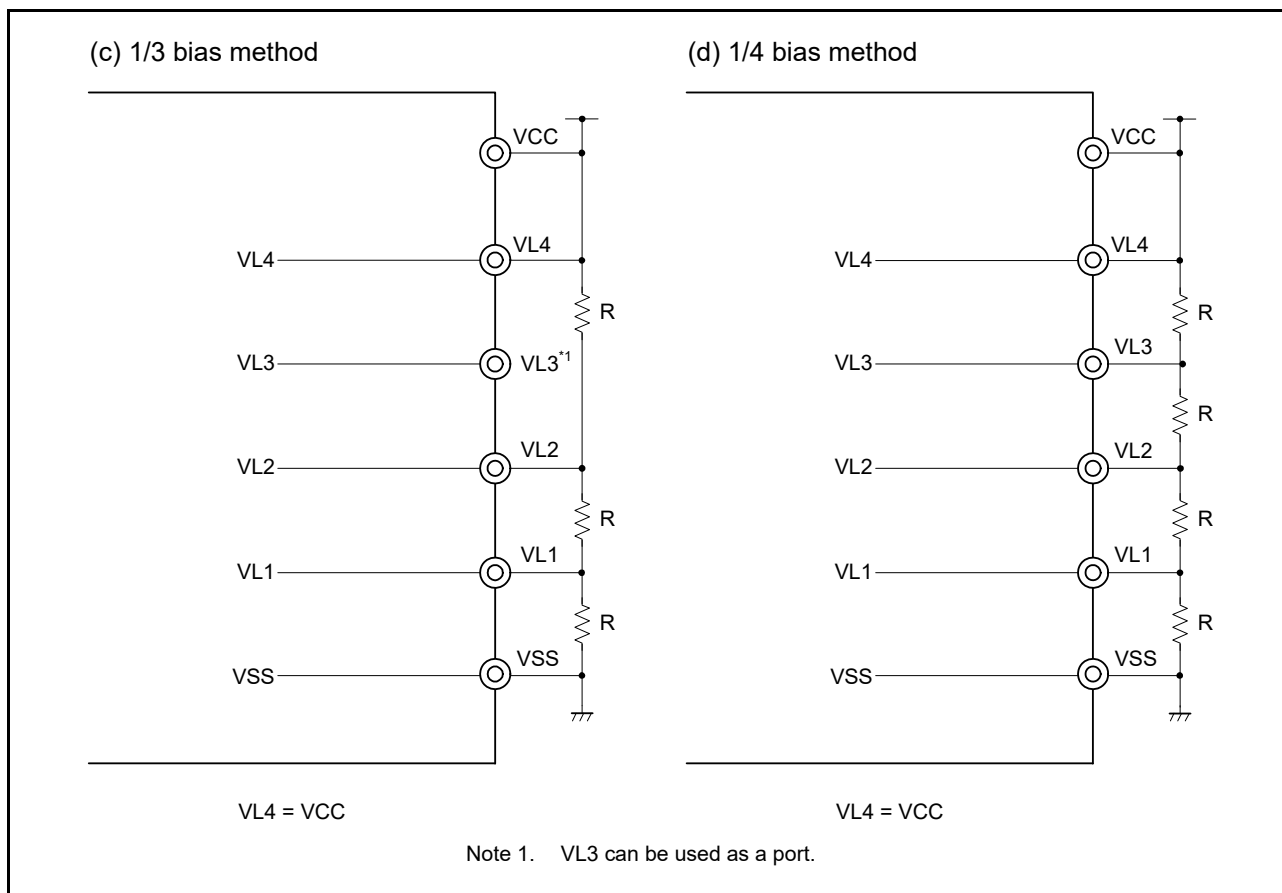 (c) 1/3 bias method
VCC
VL4 VL4
R
VL3 VL3*1
VL2 VL2
R
VL1 VL1
R
VSS VSS
VL4 = VCC
(d) 1/4 bias method
VCC
VL4 VL4
R
VL3 VL3
R
VL2 VL2
R
VL1 VL1
R
VSS VSS
VL4 = VCC
Note 1. VL3 can be used as a port.